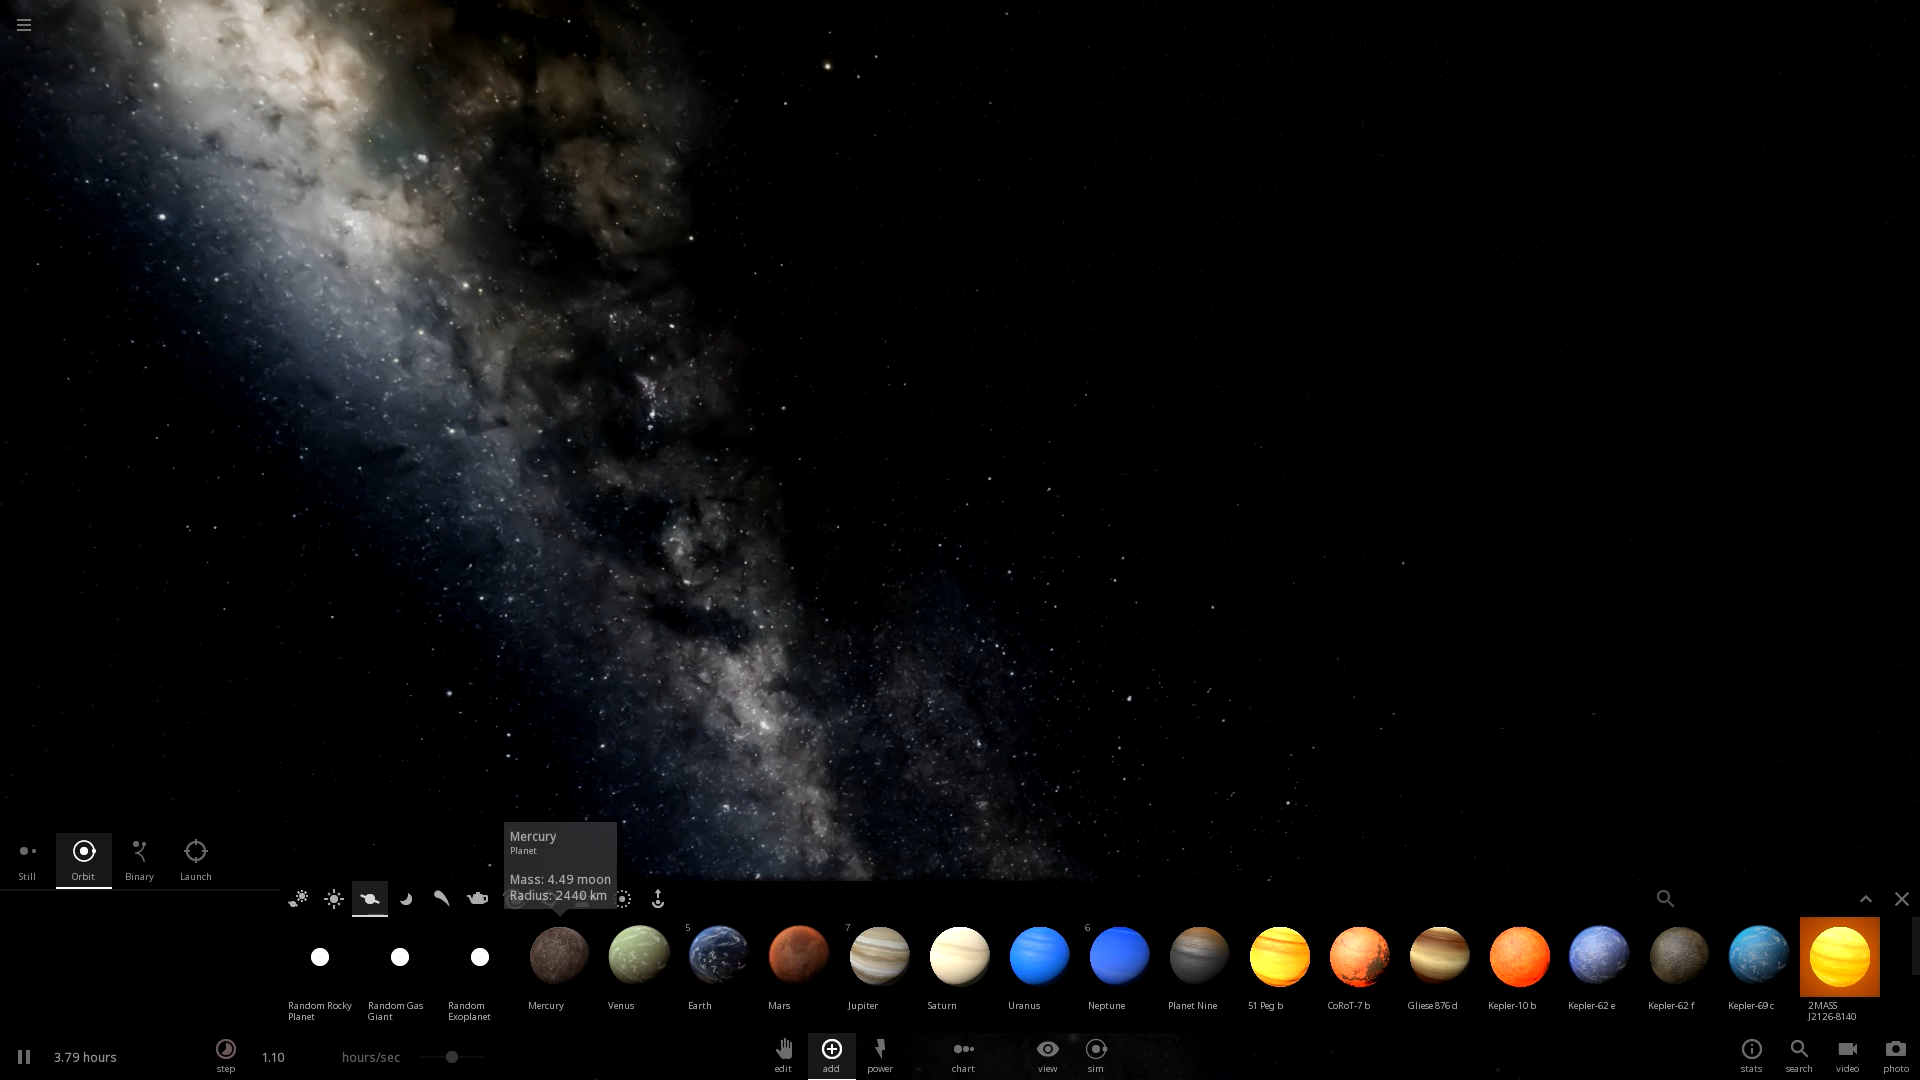 Mercury
Planet
Mass: 4.49 moon
Radius: 2440 km
Still
Orbit
Binary
Launch
5
7
6
Random Rocky
Planet
Random Gas
Giant
Random
Exoplanet
Mercury
Venus
Earth
Mars
Jupiter
Saturn
Uranus
Neptune
Planet Nine
51 Peg b
CoRoT-7 b
Gliese 876 d
Kepler-10 b
Kepler-62 e
Kepler-62 f
Kepler-69 c
2MASS
J2126-8140
3.79 hours
step
1.10
hours/sec
edit
add
power
chart
view
sim
stats
search
video
photo